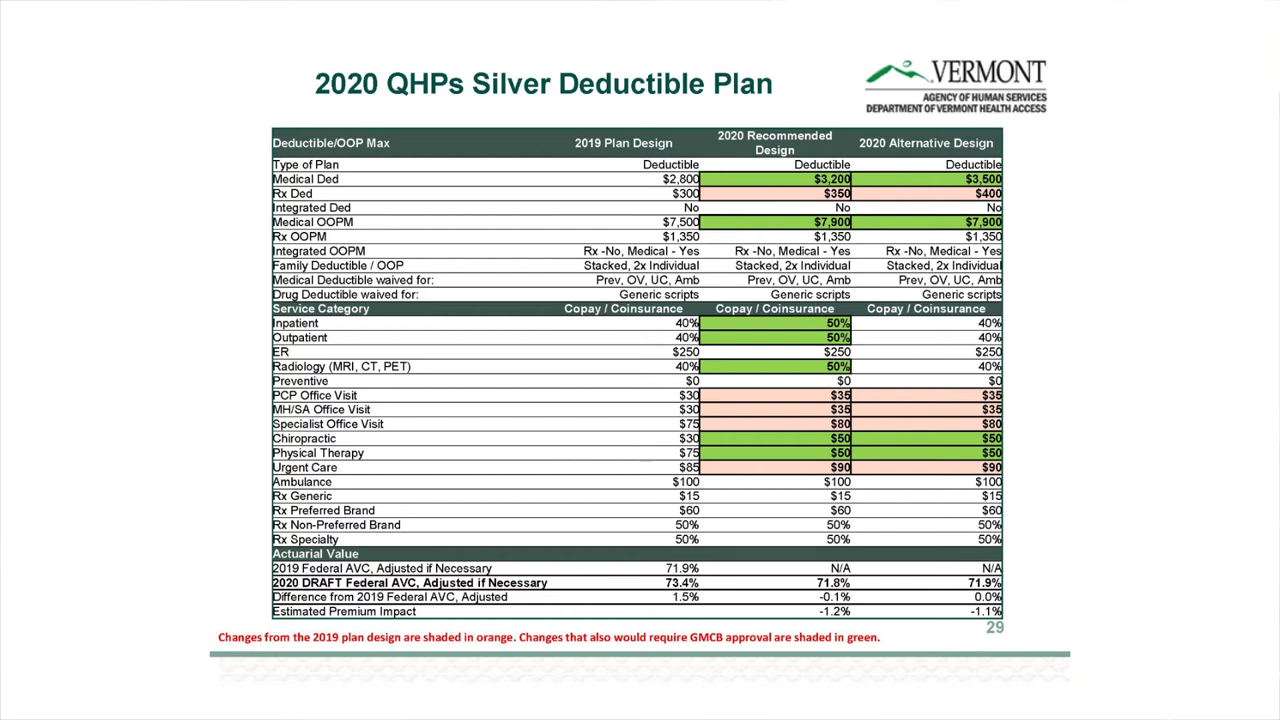 2020 QHPs Silver Deductible Plan
VERMONT
AGENCY OF HUMAN SERVICES
DEPARTMENT OF VERMONT HEALTH ACCESS
Deductible/OOP Max 2019 Plan Design 2020 Recommended Design 2020 Alternative Design
Type of Plan Deductible Deductible Deductible
Medical Ded $2,800 $3,200 $3,500
Rx Ded $300 $350 $400
Integrated Ded No No No
Medical OOPM $7,500 $7,900 $7,900
Rx OOPM $1,350 $1,350 $1,350
Integrated OOPM Rx -No, Medical - Yes Rx -No, Medical - Yes Rx -No, Medical - Yes
Family Deductible / OOP Stacked, 2x Individual Stacked, 2x Individual Stacked, 2x Individual
Medical Deductible waived for: Prev, OV, UC, Amb Prev, OV, UC, Amb Prev, OV, UC, Amb
Drug Deductible waived for: Generic scripts Generic scripts Generic scripts
Service Category Copay / Coinsurance Copay / Coinsurance Copay / Coinsurance
Inpatient 40% 50% 40%
Outpatient 40% 50% 40%
ER $250 $250 $250
Radiology (MRI, CT, PET) 40% 50% 40%
Preventive $0 $0 $0
PCP Office Visit $30 $35 $35
MH/SA Office Visit $30 $35 $35
Specialist Office Visit $75 $80 $80
Chiropractic $30 $50 $50
Physical Therapy $75 $50 $50
Urgent Care $85 $90 $90
Ambulance $100 $100 $100
Rx Generic $15 $15 $15
Rx Preferred Brand $60 $60 $60
Rx Non-Preferred Brand 50% 50% 50%
Rx Specialty 50% 50% 50%
Actuarial Value
2019 Federal AVC, Adjusted if Necessary 71.9% N/A N/A
2020 DRAFT Federal AVC, Adjusted if Necessary 73.4% 71.8% 71.9%
Difference from 2019 Federal AVC, Adjusted 1.5% -0.1% 0.0%
Estimated Premium Impact -1.2% -1.1%
29
Changes from the 2019 plan design are shaded in orange. Changes that also would require GMCB approval are shaded in green.